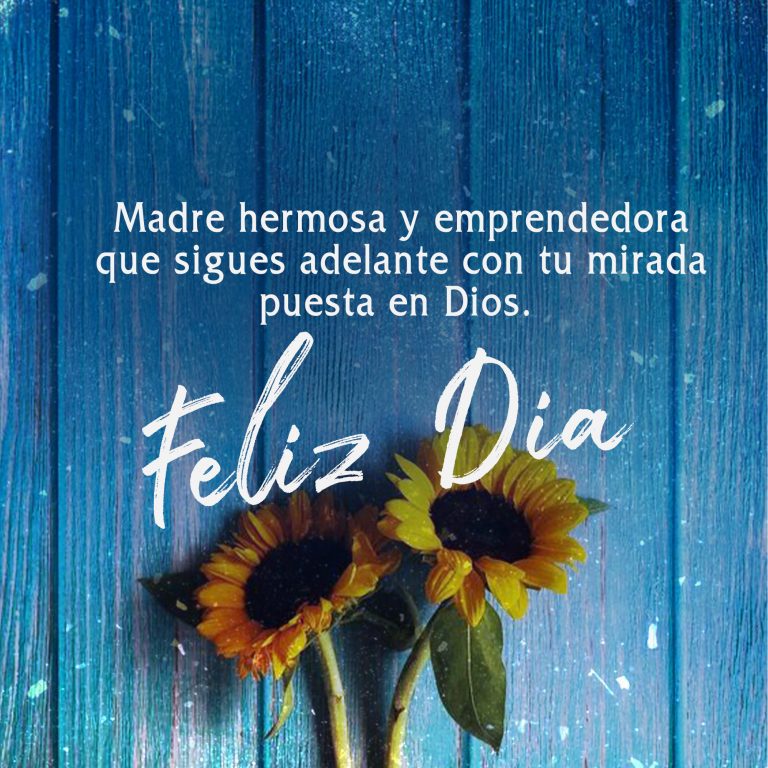 Madre hermosa y emprendedora
que sigues adelante con tu mirada
puesta en Dios.
Feliz Dia